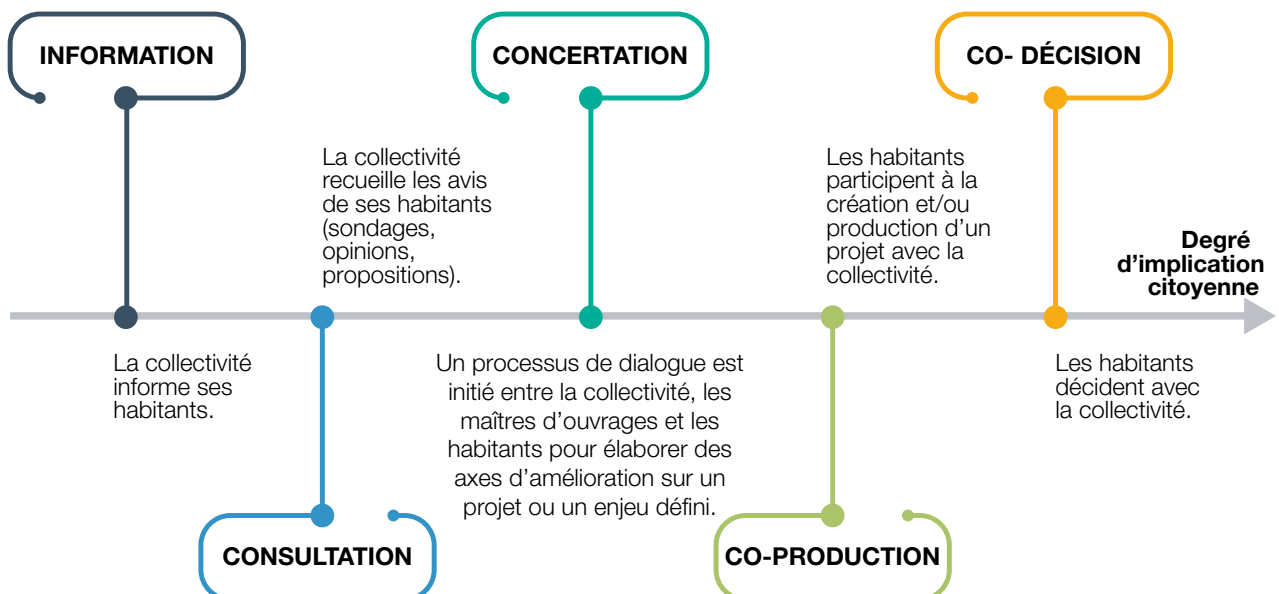 INFORMATION
CONCERTATION
CO- DÉCISION
La collectivité
recueille les avis
de ses habitants
(sondages,
opinions,
propositions).
Les habitants
participent à la
création et/ou
production d’un
projet avec la
collectivité.
Degré
d’implication
citoyenne
La collectivité
informe ses
habitants.
Un processus de dialogue est
initié entre la collectivité, les
maîtres d’ouvrages et les
habitants pour élaborer des
axes d’amélioration sur un
projet ou un enjeu défini.
Les habitants
décident avec
la collectivité.
CONSULTATION
CO-PRODUCTION